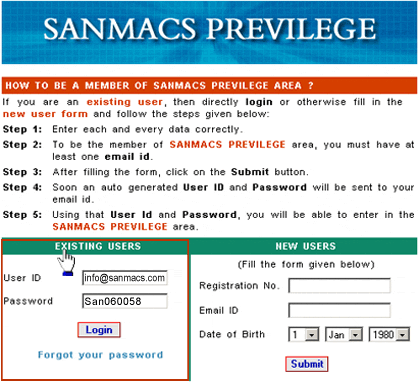 SANMACS PREVILEGE
HOW TO BE A MEMBER OF SANMACS PREVILEGE AREA ?
If you are an existing user, then directly login or otherwise fill in the
new user form and follow the steps given below:
Step 1: Enter each and every data correctly.
Step 2: To be the member of SANMACS PREVILEGE area, you must have at
least one email id.
Step 3: After filling the form, click on the Submit button.
Step 4: Soon an auto generated User ID and Password will be sent to your
email id.
Step 5: Using that User Id and Password, you will be able to enter in the
SANMACS PREVILEGE area.
EXISTING USERS
User ID info@sanmacs.com
Password San060058
Login
Forgot your password
NEW USERS
(Fill the form given below)
Registration No.
Email ID
Date of Birth 1 Jan 1980
Submit